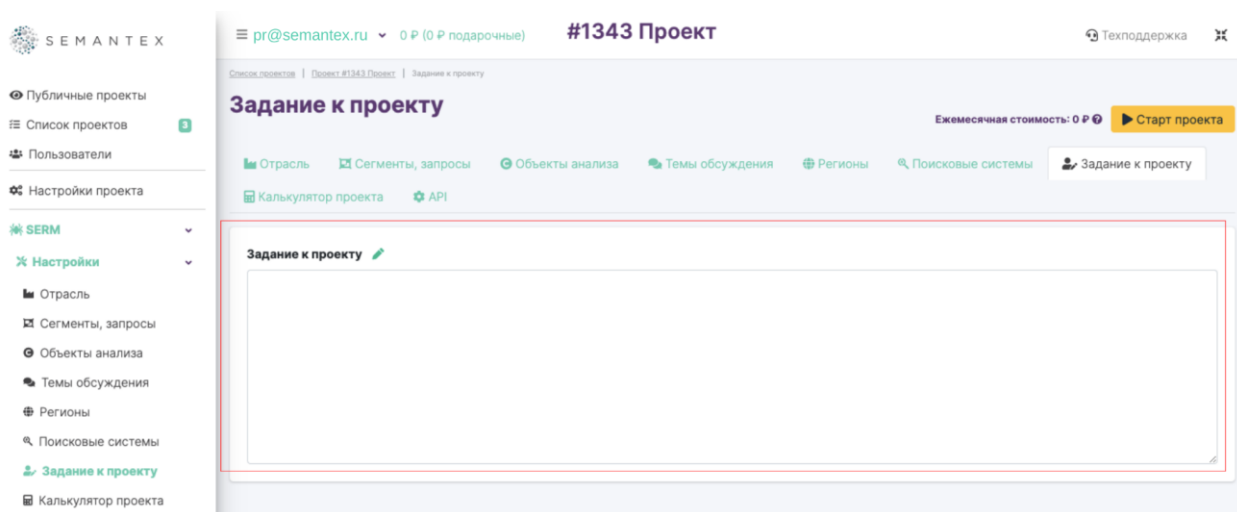 SEMANTEX
pr@semantex.ru 0 ₽ (0 ₽ подарочные) #1343 Проект Техподдержка
Публичные проекты
Список проектов 3
Пользователи
Настройки проекта
SERM
Настройки
Отрасль
Сегменты, запросы
Объекты анализа
Темы обсуждения
Регионы
Поисковые системы
Задание к проекту
Калькулятор проекта
Список проектов | Проект #1343 Проект | Задание к проекту
Задание к проекту
Ежемесячная стоимость: 0 ₽ Старт проекта
Отрасль Сегменты, запросы Объекты анализа Темы обсуждения Регионы Поисковые системы Задание к проекту
Калькулятор проекта API
Задание к проекту